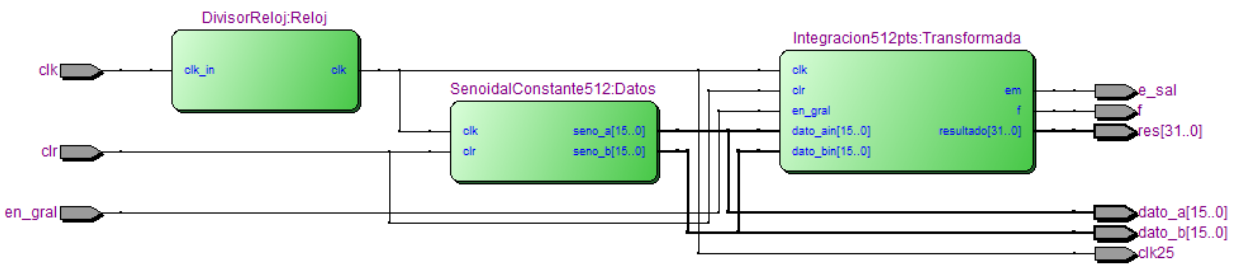 DivisorReloj:Reloj
clk
clk_in
clk
SenoidalConstante512:Datos
clk
clr
seno_a[15..0]
seno_b[15..0]
Integracion512pts:Transformada
clk
clr
en_gral
dato_ain[15..0]
dato_bin[15..0]
em
f
resultado[31..0]
clr
en_gral
e_sal
f
res[31..0]
dato_a[15..0]
dato_b[15..0]
clk25